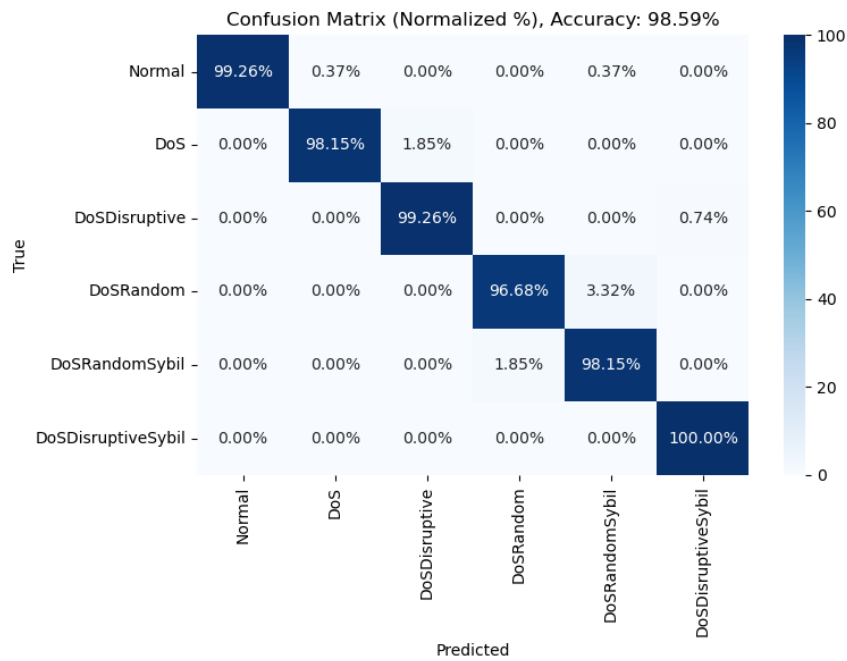 Confusion Matrix (Normalized %), Accuracy: 98.59%
Normal 99.26% 0.37% 0.00% 0.00% 0.37% 0.00%
DoS 0.00% 98.15% 1.85% 0.00% 0.00% 0.00%
DoSDisruptive 0.00% 0.00% 99.26% 0.00% 0.00% 0.74%
DoSRandom 0.00% 0.00% 0.00% 96.68% 3.32% 0.00%
DoSRandomSybil 0.00% 0.00% 0.00% 1.85% 98.15% 0.00%
DoSDisruptiveSybil 0.00% 0.00% 0.00% 0.00% 0.00% 100.00%
True
Normal
DoS
DoSDisruptive
DoSRandom
DoSRandomSybil
DoSDisruptiveSybil
Predicted
100
80
60
40
20
0